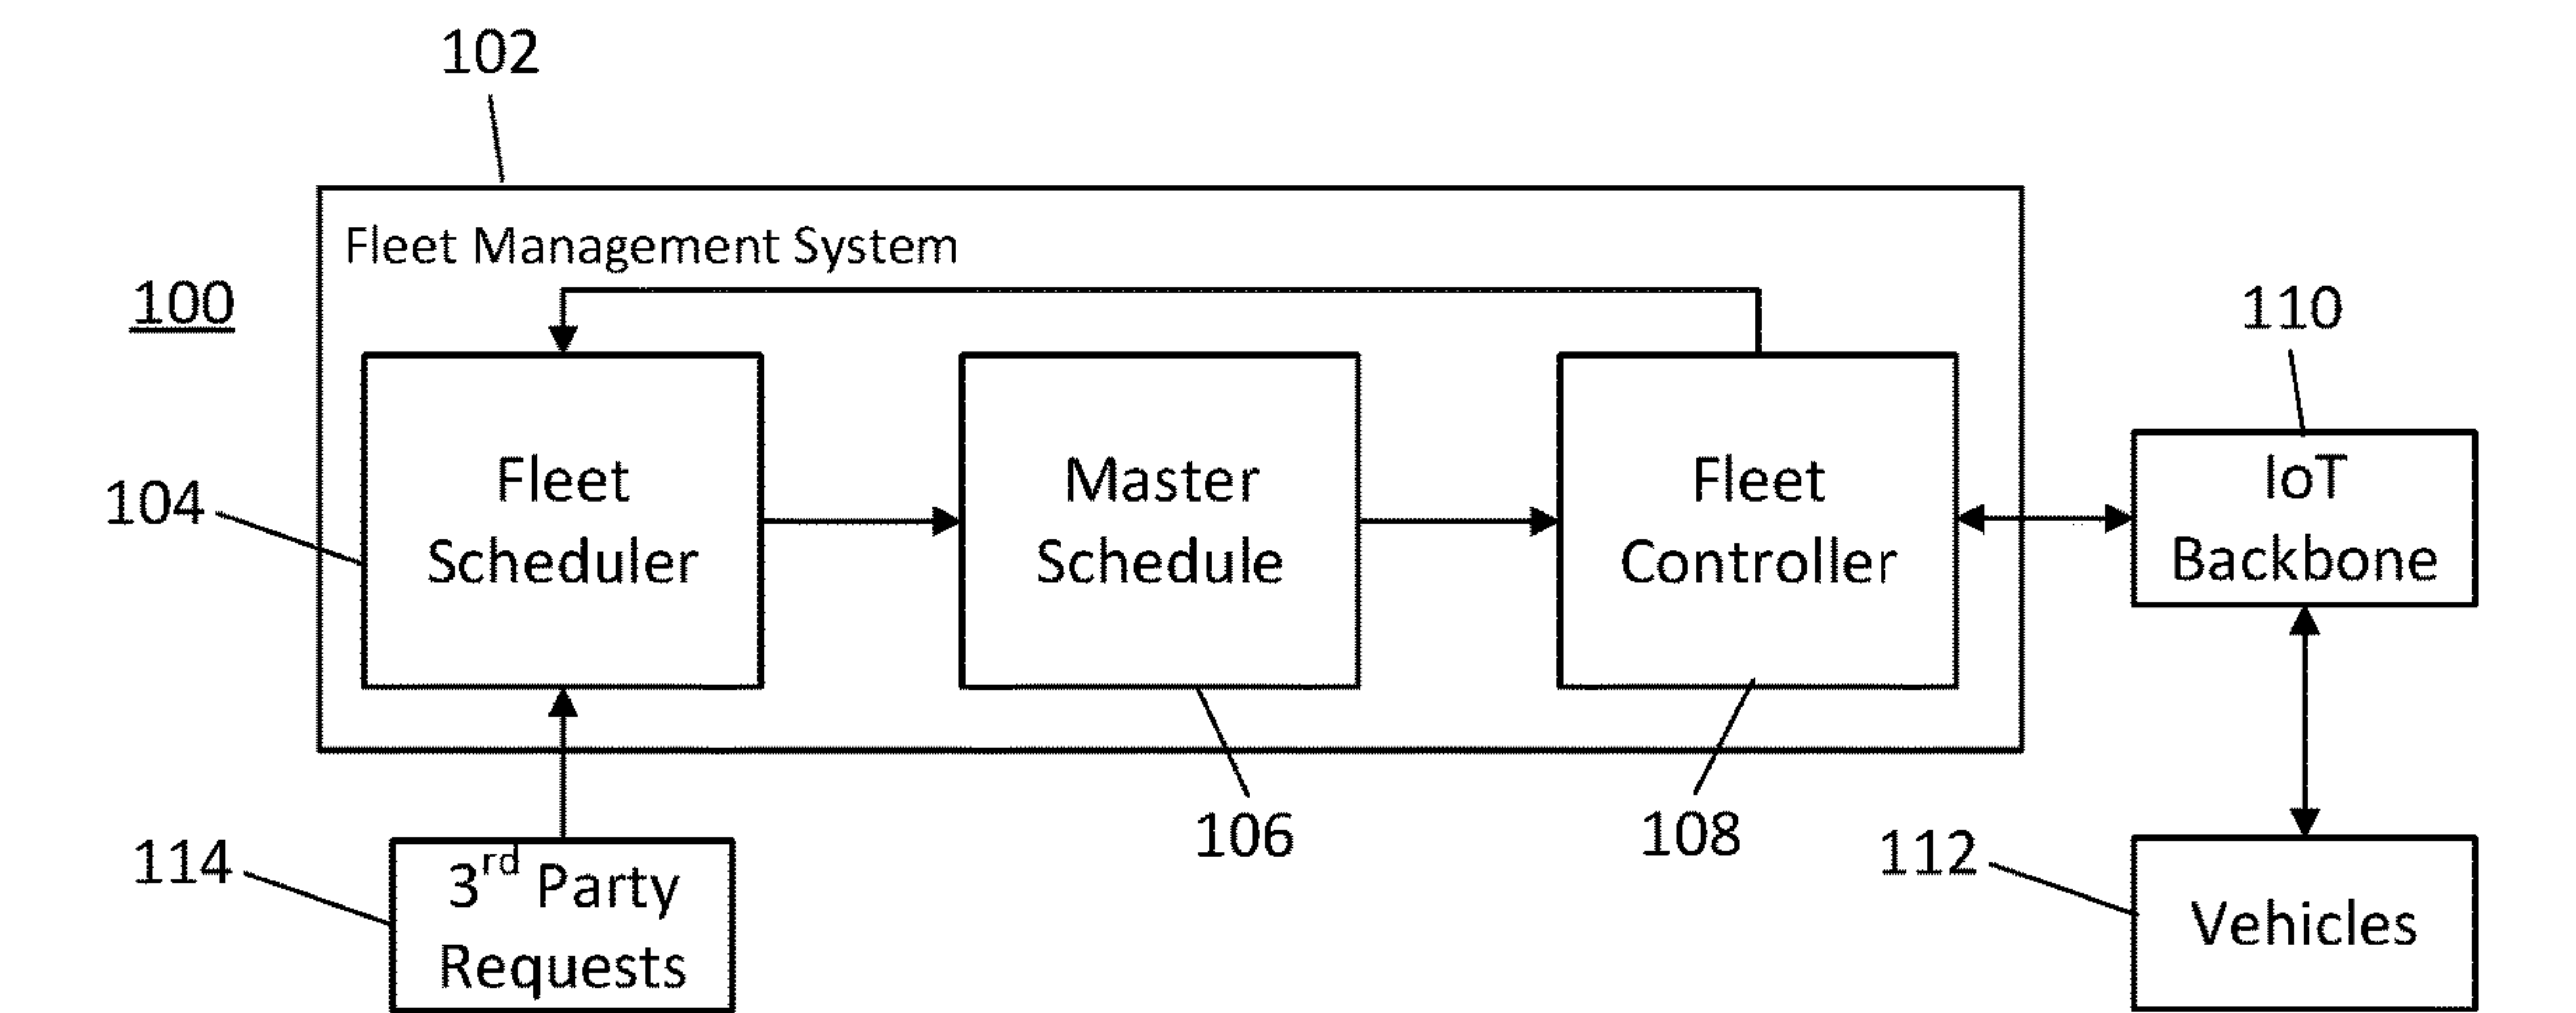 102
Fleet Management System
100
110
104
Fleet
Scheduler
Master
Schedule
Fleet
Controller
IoT
Backbone
106
108
112
114
3rd Party
Requests
Vehicles